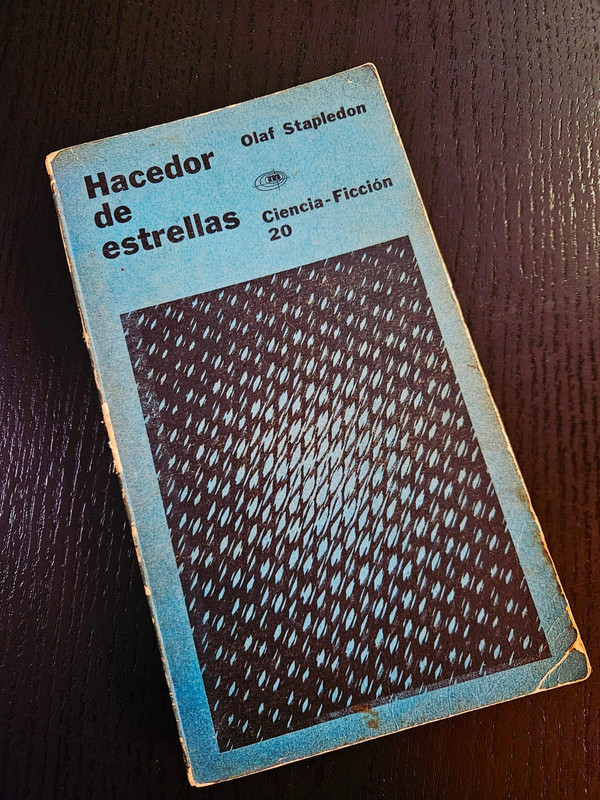 Hacedor
de
estrellas
Olaf Stapledon
m
Ciencia-Ficción
20